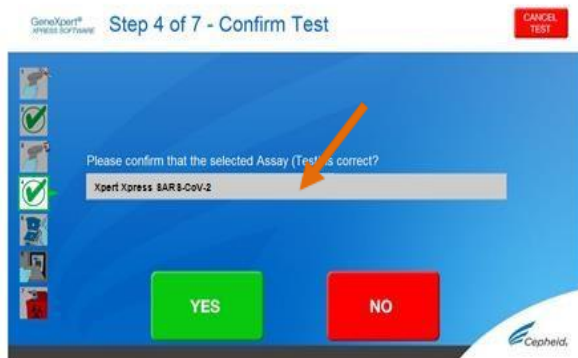 GeneXpert®
XPRESS SOFTWARE
Step 4 of 7 - Confirm Test
CANCEL
TEST
Please confirm that the selected Assay (Test) is correct?
Xpert Xpress SARS-CoV-2
YES
NO
Cepheid.